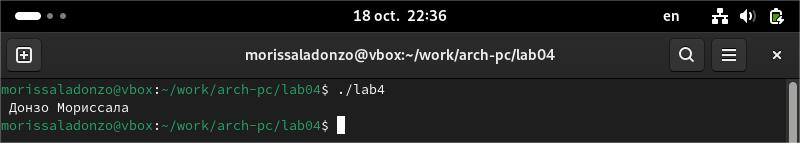 18 oct. 22:36
en
morissaladonzo@vbox:~/work/arch-pc/lab04
morissaladonzo@vbox:~/work/arch-pc/lab04$ ./lab4
Донзо Мориссала
morissaladonzo@vbox:~/work/arch-pc/lab04$